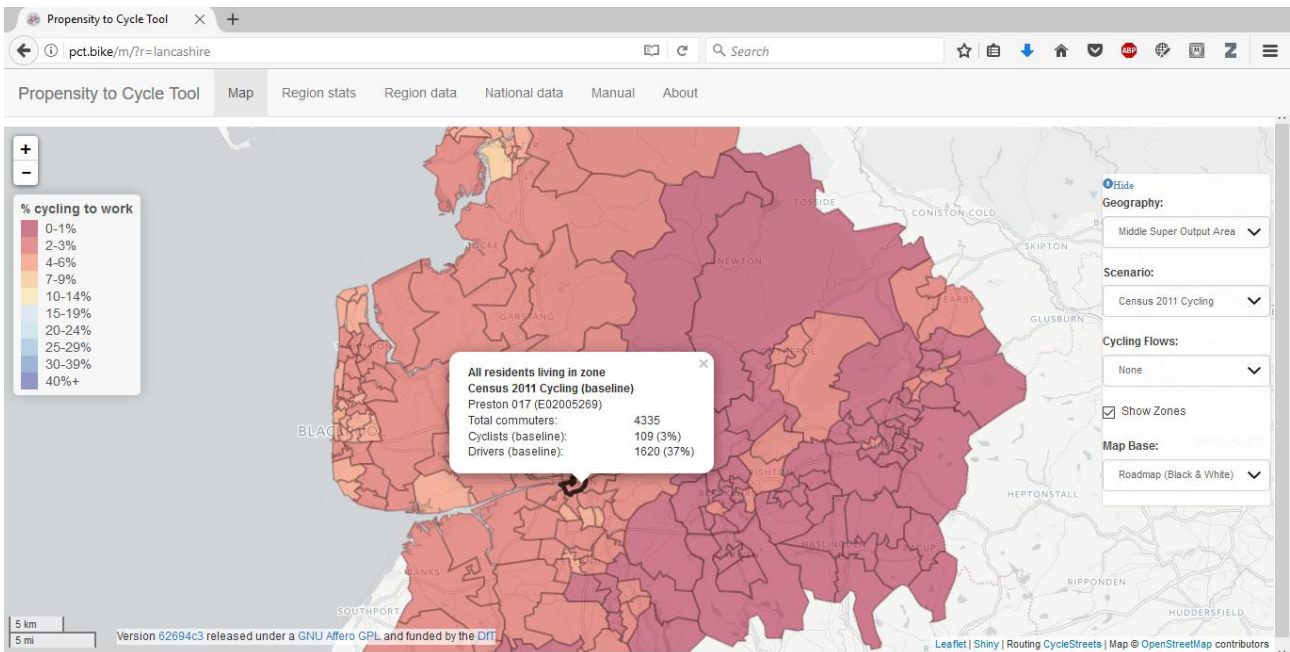 Propensity to Cycle Tool
pct.bike/m/?r=lancashire
Search
ABP
Z
Propensity to Cycle Tool Map Region stats Region data National data Manual About
+
-
% cycling to work
0-1%
2-3%
4-6%
7-9%
10-14%
15-19%
20-24%
25-29%
30-39%
40%+
Hide
Geography:
Middle Super Output Area
Scenario:
Census 2011 Cycling
Cycling Flows:
None
Show Zones
Map Base:
Roadmap (Black & White)
TOSSIDE
CONISTON COLD
SKIPTON
NEWTON
EARBY
GLUSBURN
GARSTANG
All residents living in zone
Census 2011 Cycling (baseline)
Preston 017 (E02005269)
Total commuters: 4335
Cyclists (baseline): 109 (3%)
Drivers (baseline): 1620 (37%)
HEPTONSTALL
HASLINGDEN
BACUP
BANKS
RIPPONDEN
SOUTHPORT
HUDDERSFIELD
5 km
5 mi
Version 62694c3 released under a GNU Affero GPL and funded by the DfT
Leaflet | Shiny | Routing CycleStreets | Map © OpenStreetMap contributors